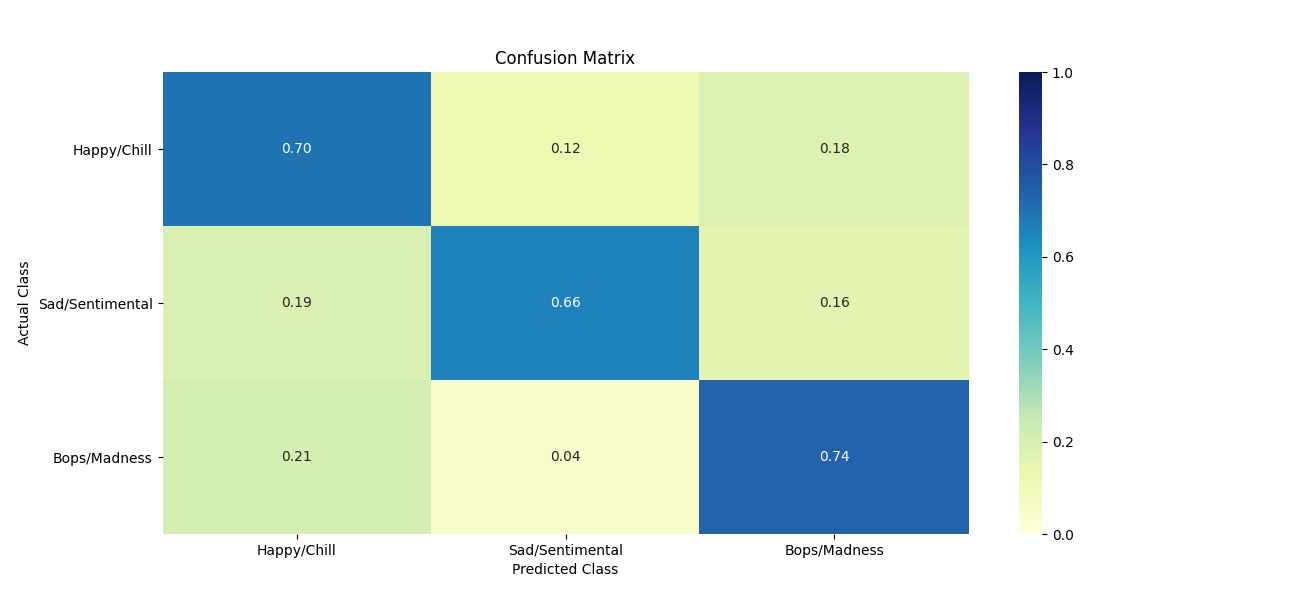 Confusion Matrix
Actual Class
Happy/Chill
0.70
0.12
0.18
Sad/Sentimental
0.19
0.66
0.16
Bops/Madness
0.21
0.04
0.74
Happy/Chill
Sad/Sentimental
Bops/Madness
Predicted Class
1.0
0.8
0.6
0.4
0.2
0.0